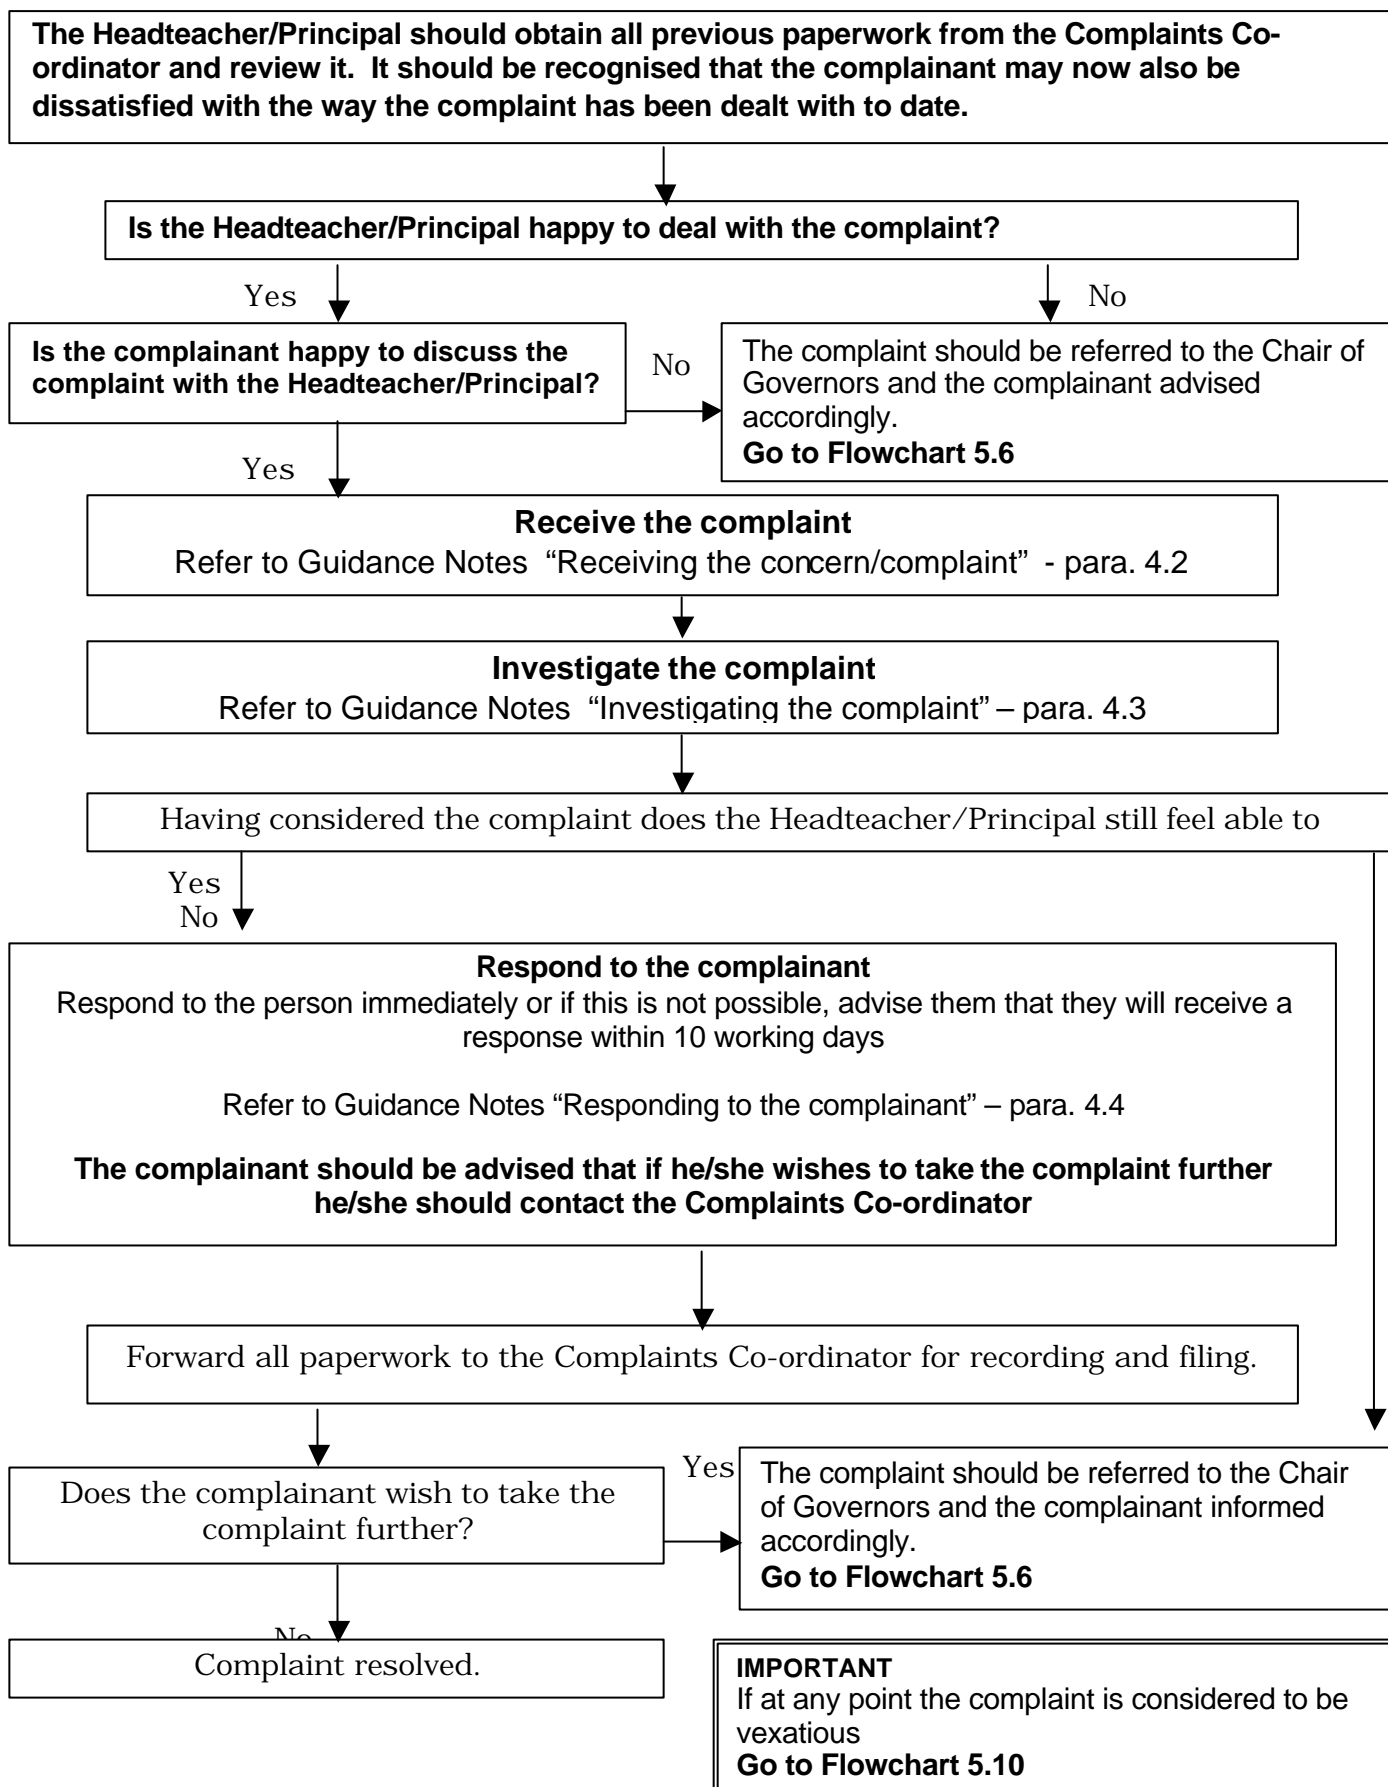 The Headteacher/Principal should obtain all previous paperwork from the Complaints Co-
ordinator and review it. It should be recognised that the complainant may now also be
dissatisfied with the way the complaint has been dealt with to date.
Is the Headteacher/Principal happy to deal with the complaint?
Yes
No
Is the complainant happy to discuss the
complaint with the Headteacher/Principal?
No
The complaint should be referred to the Chair of
Governors and the complainant advised
accordingly.
Go to Flowchart 5.6
Yes
Receive the complaint
Refer to Guidance Notes “Receiving the concern/complaint” - para. 4.2
Investigate the complaint
Refer to Guidance Notes “Investigating the complaint” – para. 4.3
Having considered the complaint does the Headteacher/Principal still feel able to
Yes
No
Respond to the complainant
Respond to the person immediately or if this is not possible, advise them that they will receive a
response within 10 working days
Refer to Guidance Notes “Responding to the complainant” – para. 4.4
The complainant should be advised that if he/she wishes to take the complaint further
he/she should contact the Complaints Co-ordinator
Forward all paperwork to the Complaints Co-ordinator for recording and filing.
Does the complainant wish to take the
complaint further?
Yes
The complaint should be referred to the Chair
of Governors and the complainant informed
accordingly.
Go to Flowchart 5.6
No
Complaint resolved.
IMPORTANT
If at any point the complaint is considered to be
vexatious
Go to Flowchart 5.10